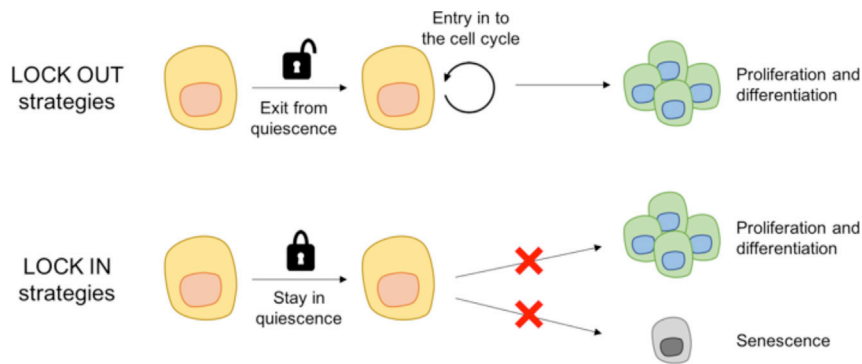 Entry in to
the cell cycle
LOCK OUT
strategies
Exit from
quiescence
Proliferation and
differentiation
LOCK IN
strategies
Stay in
quiescence
Proliferation and
differentiation
Senescence